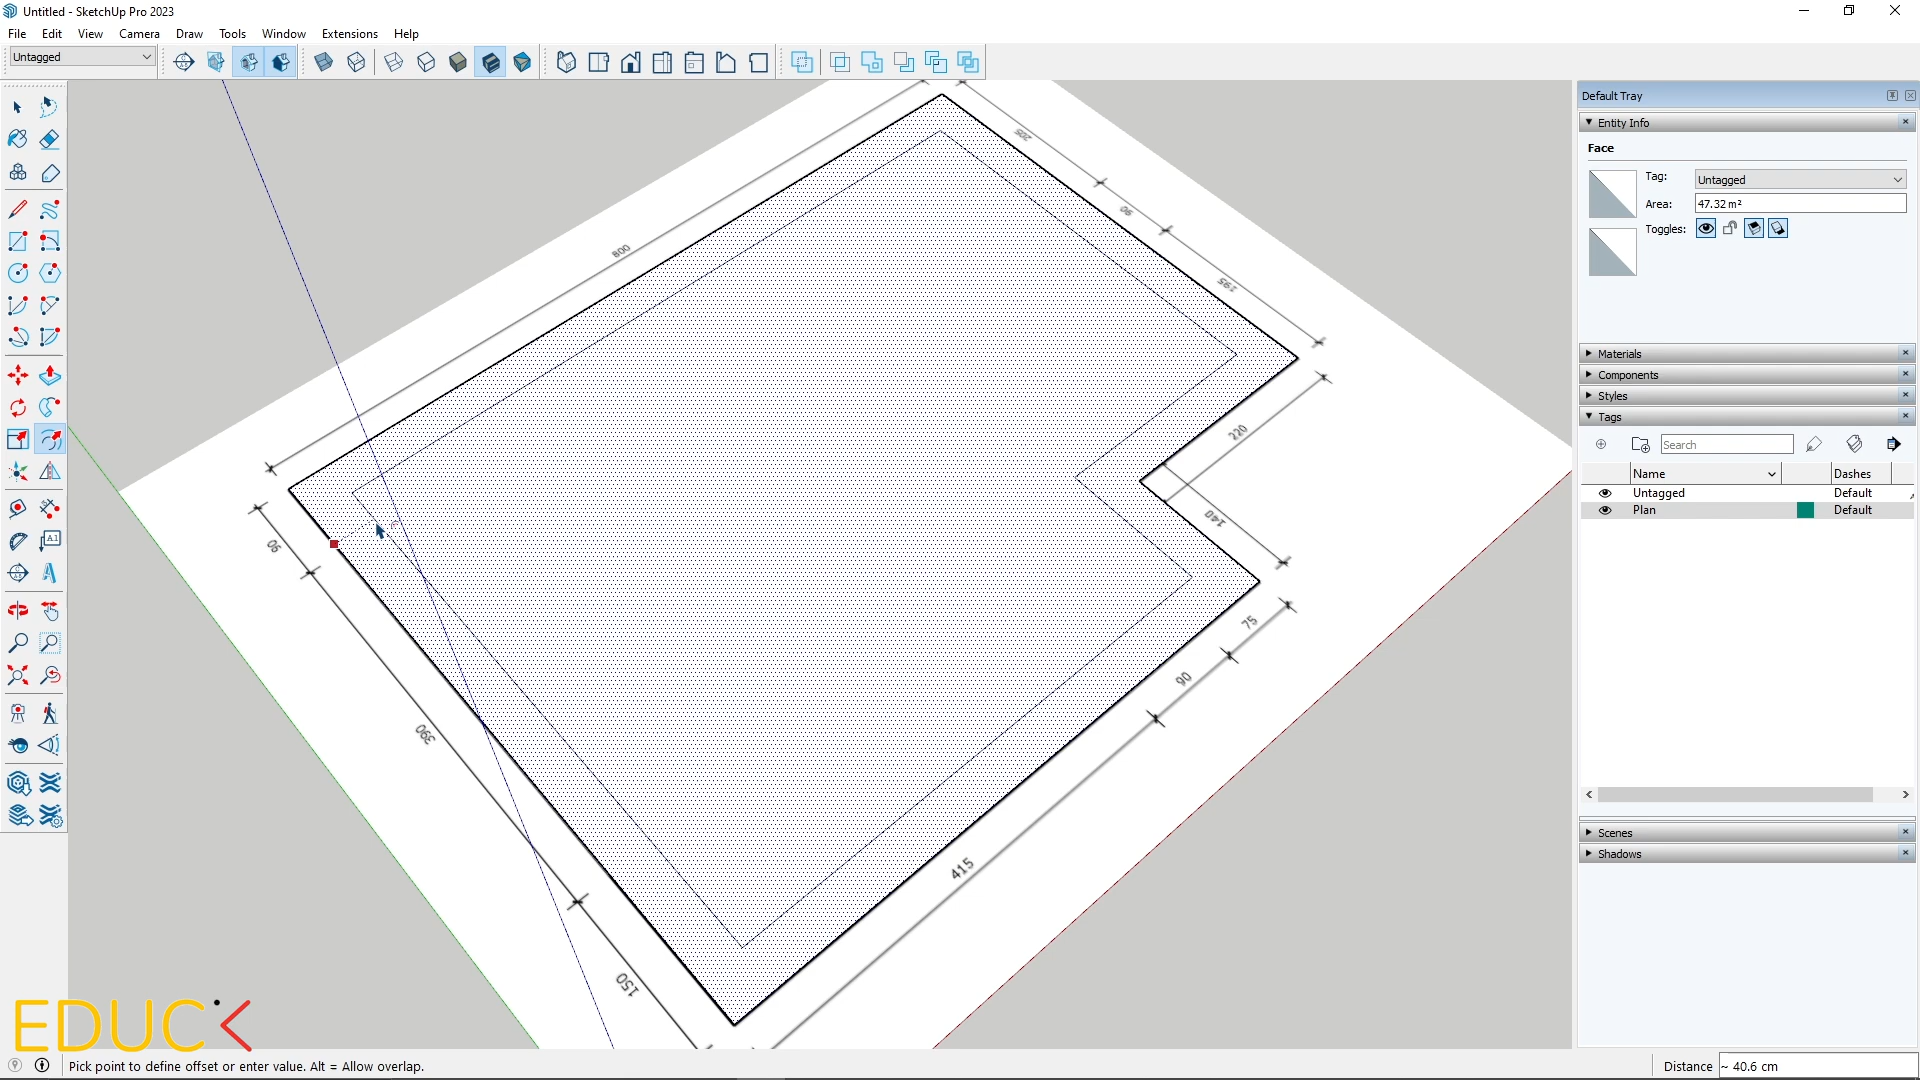 Untitled - SketchUp Pro 2023
File Edit View Camera Draw Tools Window Extensions Help
Untagged
Default Tray
Entity Info
Face
Tag: Untagged
Area: 47.32 m²
Toggles:
Materials
Components
Styles
Tags
Search
Name Dashes
Untagged Default
Plan Default
Scenes
Shadows
205
90
195
800
220
140
90
75
90
390
415
150
A1
EDUC
Pick point to define offset or enter value. Alt = Allow overlap.
Distance ~ 40.6 cm